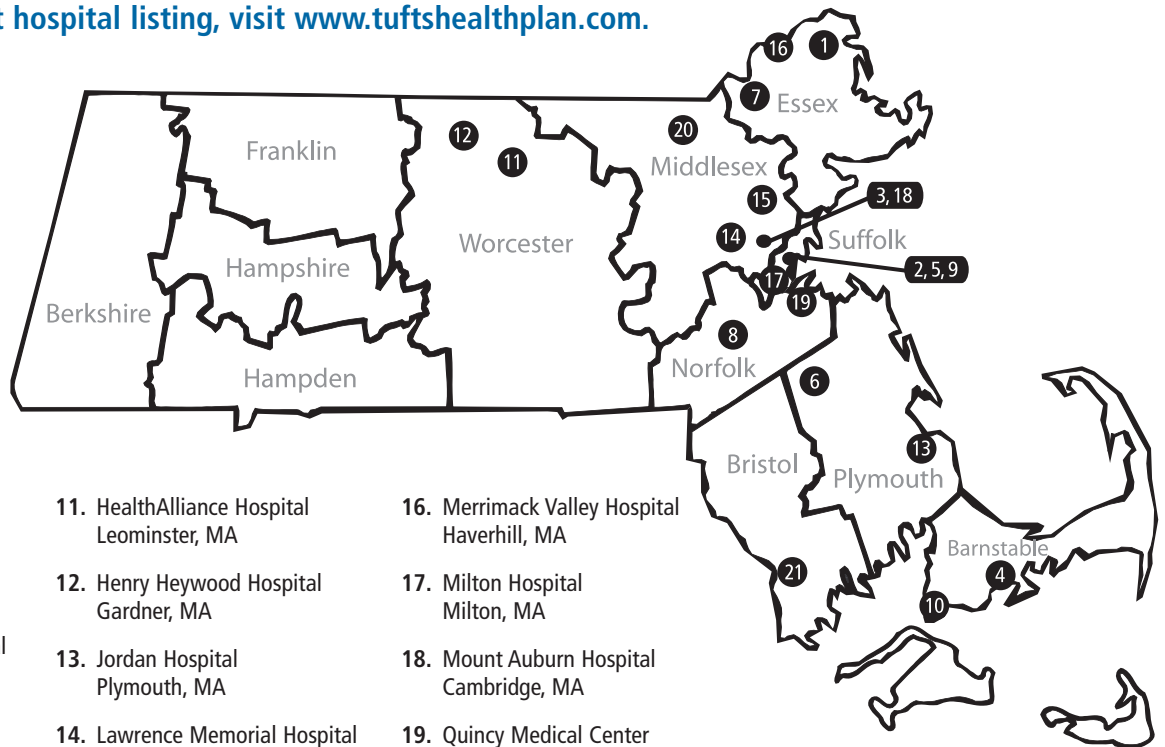 t hospital listing, visit www.tuftshealthplan.com.
16
1
7
Essex
12
20
Franklin
11
Middlesex
15
3, 18
14
Worcester
Suffolk
Hampshire
2, 5, 9
17
19
Berkshire
8
Norfolk
Hampden
6
13
Bristol
Plymouth
Barnstable
21
4
10
11. HealthAlliance Hospital
Leominster, MA
12. Henry Heywood Hospital
Gardner, MA
l
13. Jordan Hospital
Plymouth, MA
14. Lawrence Memorial Hospital
16. Merrimack Valley Hospital
Haverhill, MA
17. Milton Hospital
Milton, MA
18. Mount Auburn Hospital
Cambridge, MA
19. Quincy Medical Center